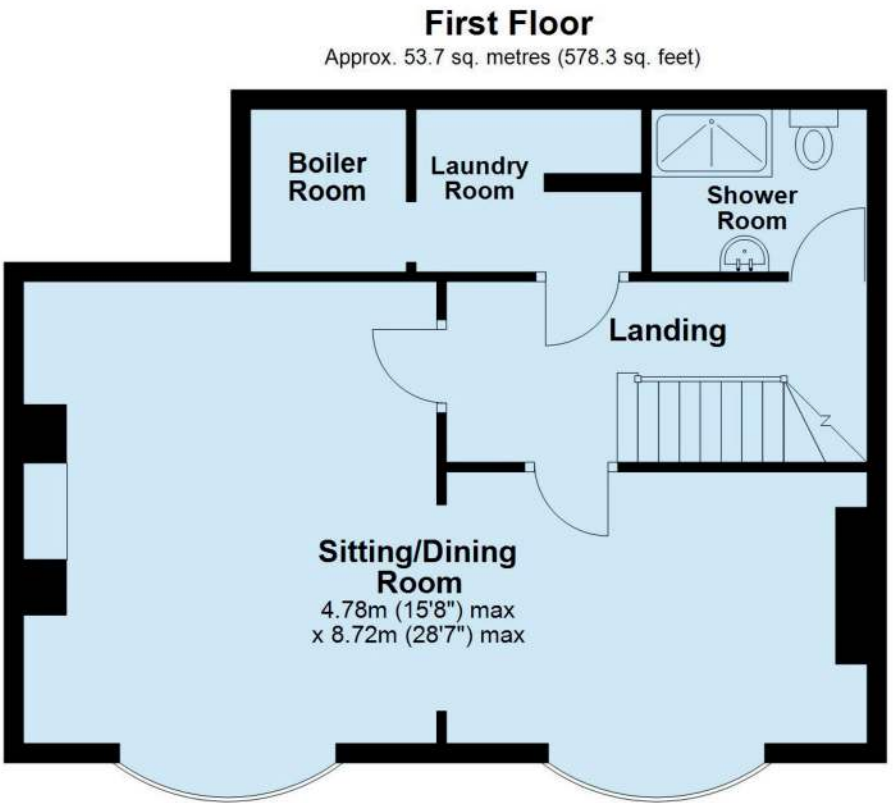 First Floor
Approx. 53.7 sq. metres (578.3 sq. feet)
Boiler
Room
Laundry
Room
Shower
Room
Landing
Sitting/Dining
Room
4.78m (15'8") max
x 8.72m (28'7") max